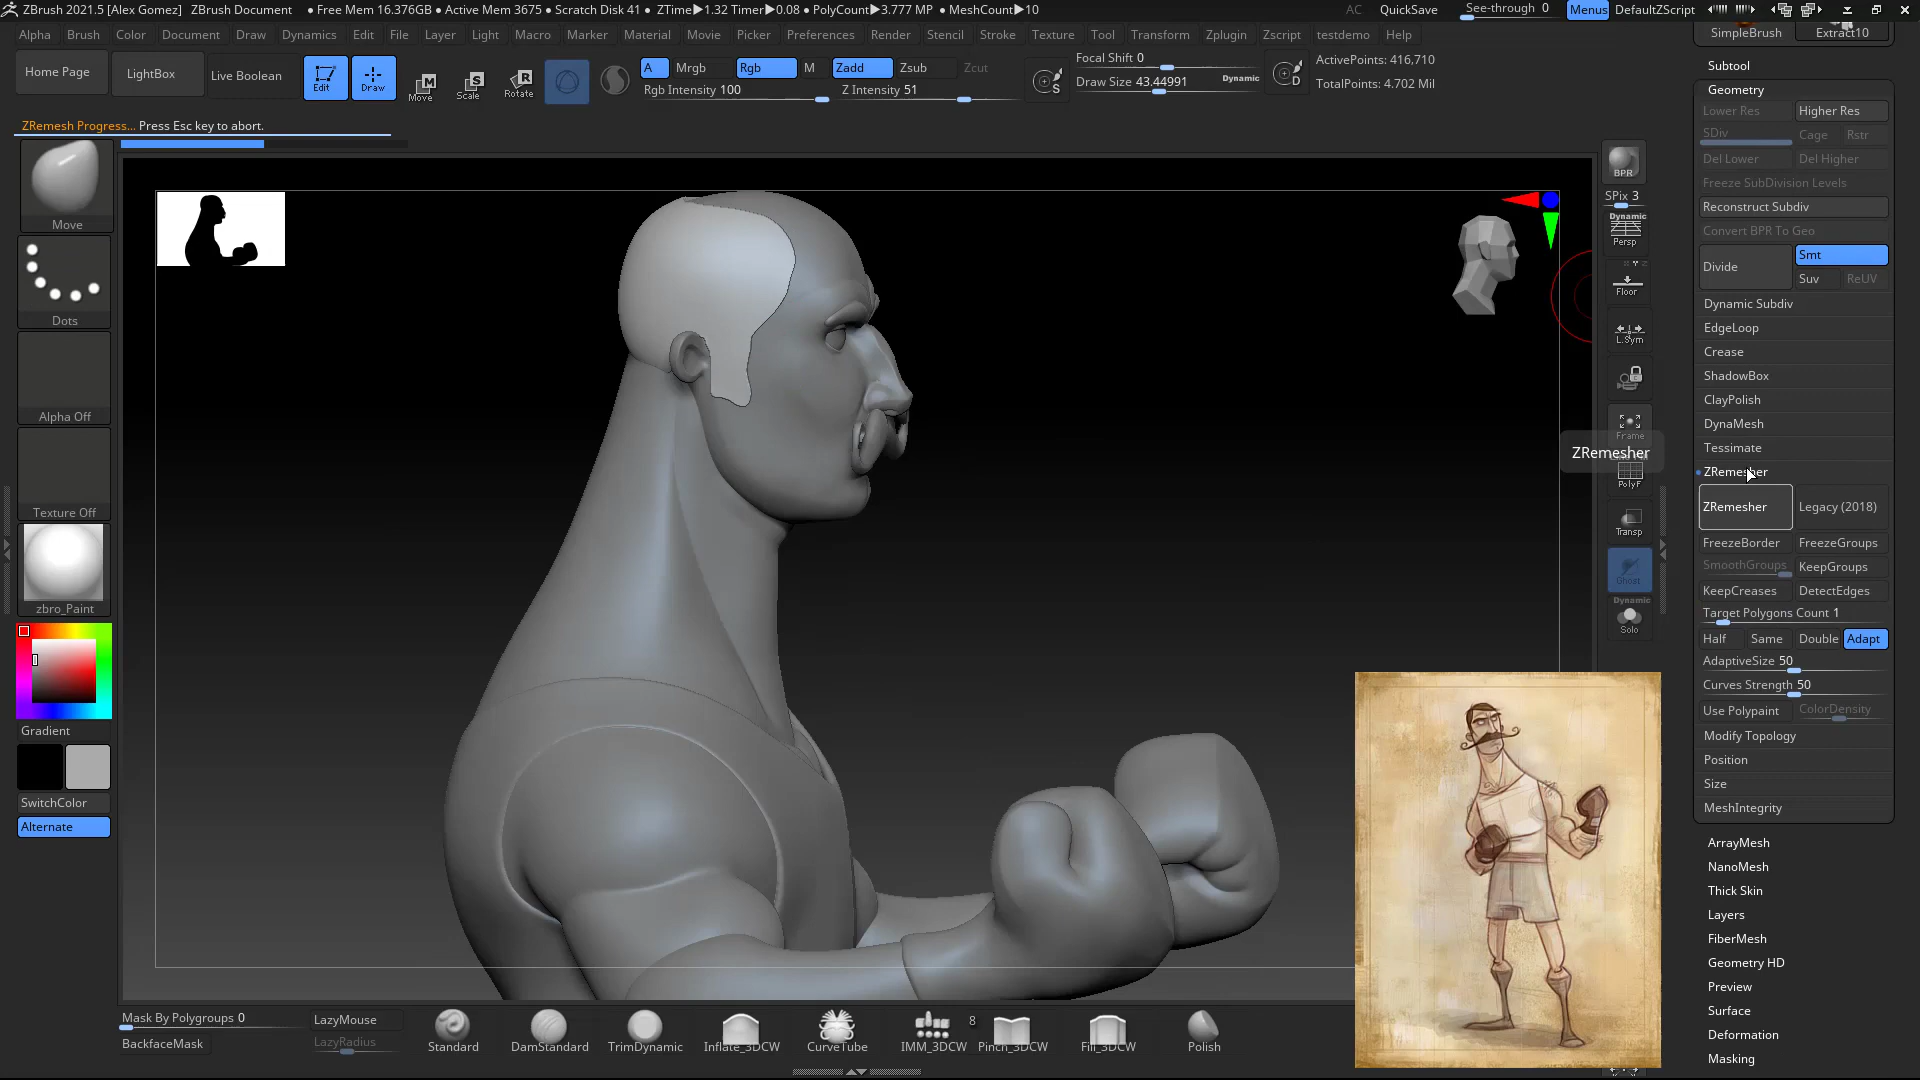 ZBrush 2021.5 [Alex Gomez] ZBrush Document • Free Mem 16.376GB • Active Mem 3675 • Scratch Disk 41 • ZTime▶1.32 Timer▶0.08 • PolyCount▶3.777 MP • MeshCount▶10 AC QuickSave See-through 0 Menus DefaultZScript
Alpha Brush Color Document Draw Dynamics Edit File Layer Light Macro Marker Material Movie Picker Preferences Render Stencil Stroke Texture Tool Transform Zplugin Zscript testdemo Help
SimpleBrush Extract10
Home Page LightBox Live Boolean Edit Draw Move Scale Rotate
A Mrgb Rgb M Zadd Zsub Zcut
Rgb Intensity 100 Z Intensity 51
S
Focal Shift 0
Draw Size 43.44991 Dynamic
D
ActivePoints: 416,710
TotalPoints: 4.702 Mil
ZRemesh Progress... Press Esc key to abort.
Move
Dots
Alpha Off
Texture Off
zbro_Paint
Gradient
SwitchColor
Alternate
BPR
SPix 3
Dynamic
Persp
Floor
L.Sym
Frame
ZRemesher
PolyF
Transp
Ghost
Dynamic
Solo
Subtool
Geometry
Lower Res Higher Res
SDiv Cage Rstr
Del Lower Del Higher
Freeze SubDivision Levels
Reconstruct Subdiv
Convert BPR To Geo
Divide Smt
Suv ReUV
Dynamic Subdiv
EdgeLoop
Crease
ShadowBox
ClayPolish
DynaMesh
Tessimate
ZRemesher
ZRemesher Legacy (2018)
FreezeBorder FreezeGroups
SmoothGroups KeepGroups
KeepCreases DetectEdges
Target Polygons Count 1
Half Same Double Adapt
AdaptiveSize 50
Curves Strength 50
Use Polypaint ColorDensity
Modify Topology
Position
Size
MeshIntegrity
ArrayMesh
NanoMesh
Thick Skin
Layers
FiberMesh
Geometry HD
Preview
Surface
Deformation
Masking
Mask By Polygroups 0
BackfaceMask
LazyMouse
LazyRadius
Standard DamStandard TrimDynamic Inflate_3DCW CurveTube IMM_3DCW 8 Pinch_3DCW Fill_3DCW Polish